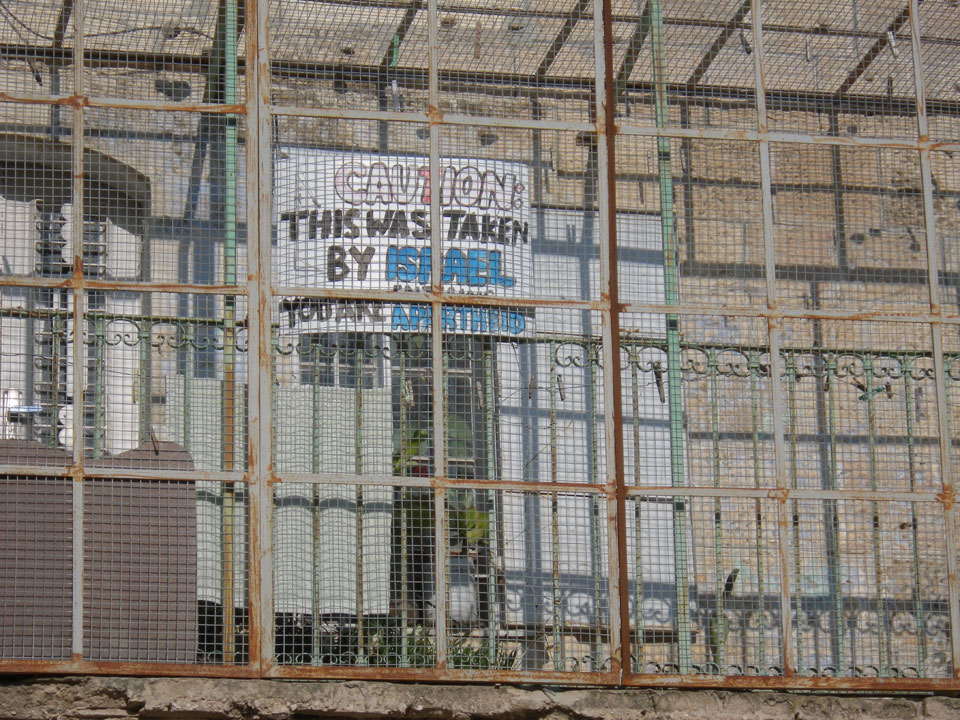 CAUTION:
THIS WAS TAKEN
BY ISRAEL
YOU ARE APARTHEID